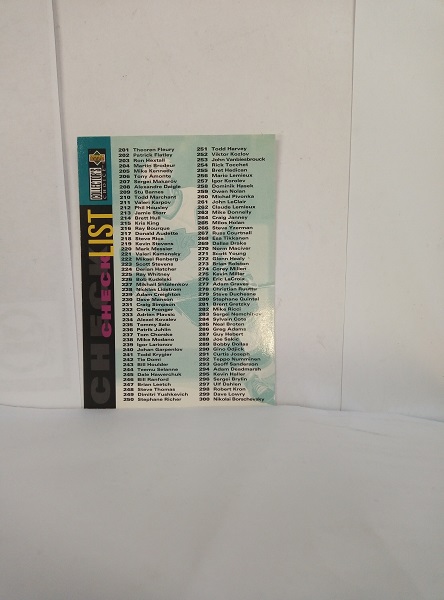 COLLECTOR'S
CHOICE
CHECKLIST
CHECK
201 Theoren Fleury
202 Patrick Flatley
203 Ron Hextall
204 Martin Brodeur
205 Mike Kennedy
206 Tony Amonte
207 Sergei Makarov
208 Alexandre Daigle
209 Stu Barnes
210 Todd Marchant
211 Valeri Karpov
212 Phil Housley
213 Jamie Storr
214 Brett Hull
215 Kris King
216 Ray Bourque
217 Donald Audette
218 Steve Rice
219 Kevin Stevens
220 Mark Messier
221 Valeri Kamensky
222 Mikael Renberg
223 Scott Stevens
224 Derian Hatcher
225 Ray Whitney
226 Bob Kudelski
227 Mikhail Shtalenkov
228 Nicklas Lidstrom
229 Adam Creighton
230 Dave Manson
231 Craig Simpson
232 Chris Pronger
233 Adrien Plavsic
234 Alexei Kovalev
235 Tommy Salo
236 Patrik Juhlin
237 Tom Chorske
238 Mike Modano
239 Igor Larionov
240 Johan Garpenlov
241 Todd Krygier
242 Tie Domi
243 Bill Houlder
244 Teemu Selanne
245 Dale Hawerchuk
246 Bill Ranford
247 Brian Leetch
248 Steve Thomas
249 Dimitri Yushkevich
250 Stephane Richer
251 Todd Harvey
252 Viktor Kozlov
253 John Vanbiesbrouck
254 Rick Tocchet
255 Bret Hedican
256 Mario Lemieux
257 Igor Korolev
258 Dominik Hasek
259 Owen Nolan
260 Michal Pivonka
261 John LeClair
262 Claude Lemieux
263 Mike Donnelly
264 Craig Janney
265 Milos Holan
266 Steve Yzerman
267 Russ Courtnall
268 Esa Tikkanen
269 Dallas Drake
270 Norm Maciver
271 Scott Young
272 Glenn Healy
273 Brian Rolston
274 Corey Millen
275 Kevin Miller
276 Eric LaCroix
277 Adam Graves
278 Christian Ruuttu
279 Steve Duchesne
280 Stephane Quintal
281 Brent Gretzky
282 Mike Ricci
283 Sergei Nemchinov
284 Sylvain Cote
285 Neal Broten
286 Greg Adams
287 Guy Hebert
288 Joe Sakic
289 Bobby Dollas
290 Gino Odjick
291 Curtis Joseph
292 Teppo Numminen
293 Geoff Sanderson
294 Adam Deadmarsh
295 Kevin Haller
296 Sergei Brylin
297 Ulf Dahlen
298 Robert Kron
299 Dave Lowry
300 Nikolai Borschevsky